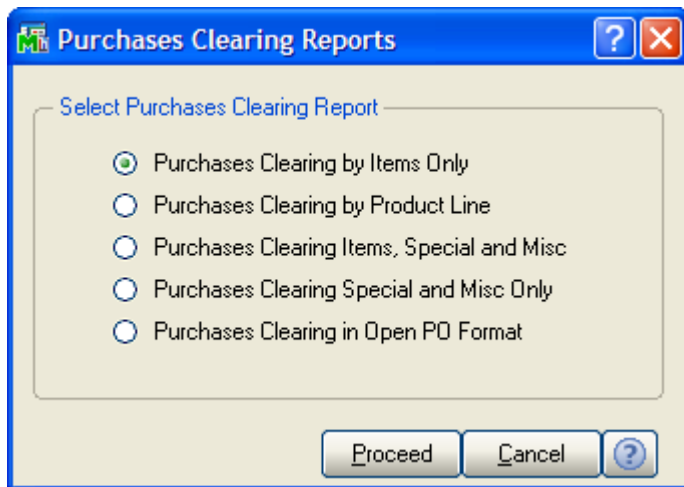 Purchases Clearing Reports
Select Purchases Clearing Report
Purchases Clearing by Items Only
Purchases Clearing by Product Line
Purchases Clearing Items, Special and Misc
Purchases Clearing Special and Misc Only
Purchases Clearing in Open PO Format
Proceed Cancel